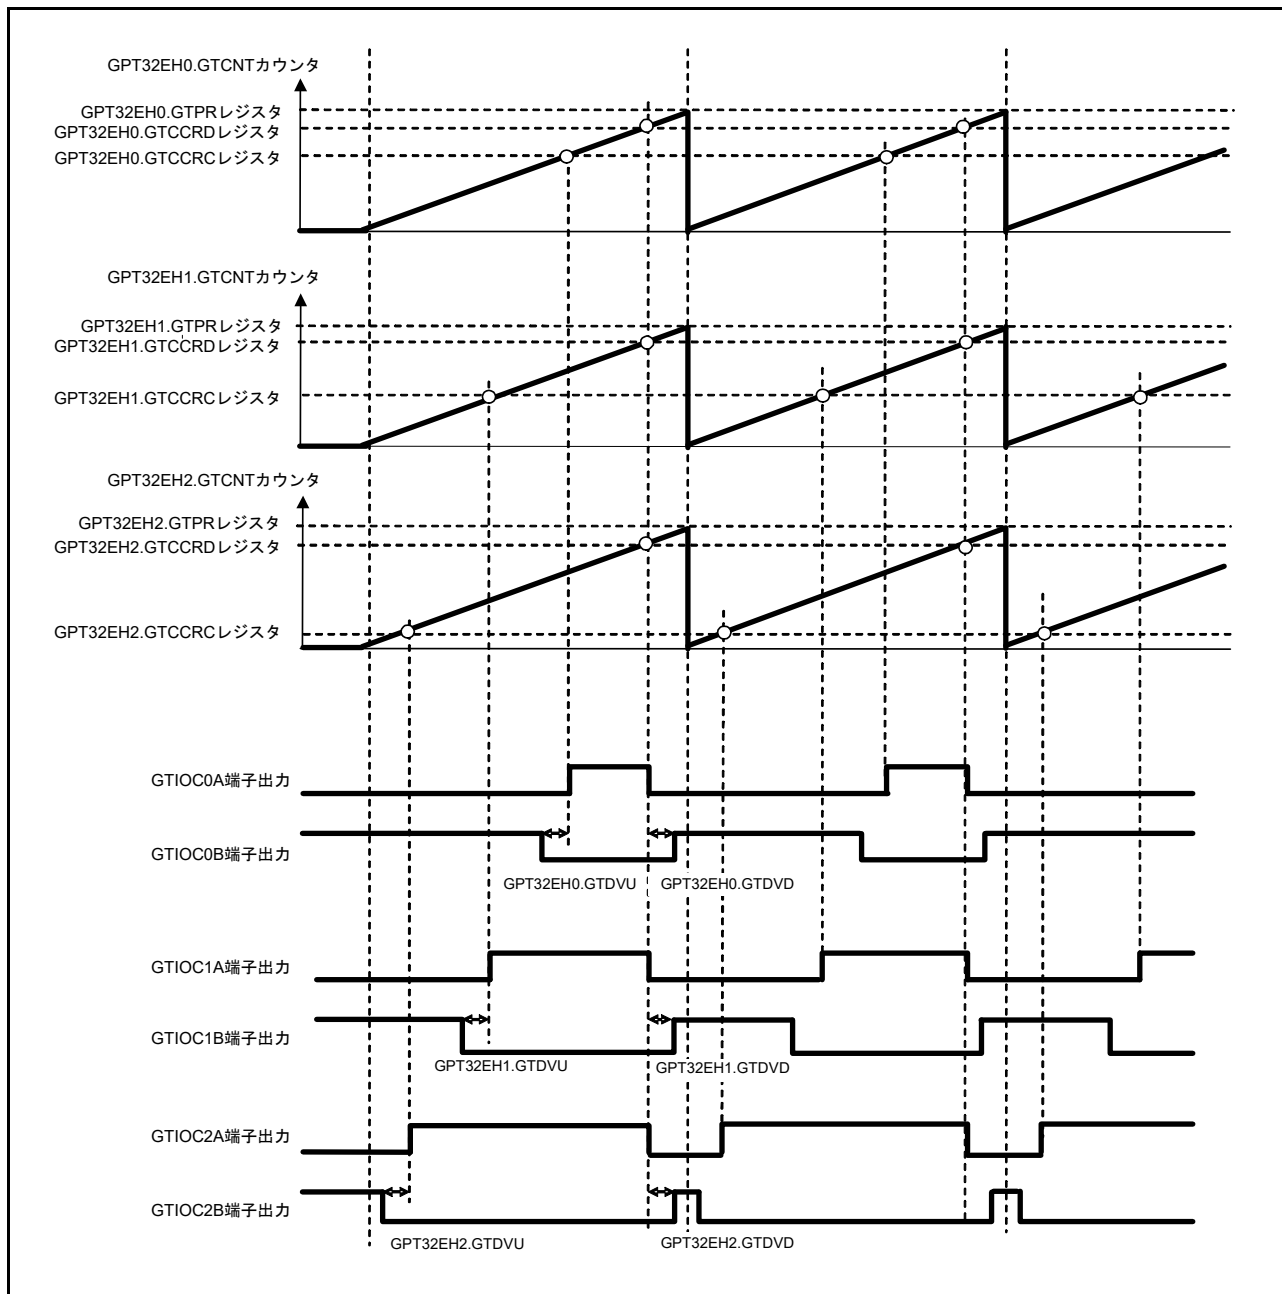 GPT32EH0.GTCNTカウンタ
GPT32EH0.GTPRレジスタ
GPT32EH0.GTCCRDレジスタ
GPT32EH0.GTCCRCレジスタ
GPT32EH1.GTCNTカウンタ
GPT32EH1.GTPRレジスタ
GPT32EH1.GTCCRDレジスタ
GPT32EH1.GTCCRCレジスタ
GPT32EH2.GTCNTカウンタ
GPT32EH2.GTPRレジスタ
GPT32EH2.GTCCRDレジスタ
GPT32EH2.GTCCRCレジスタ
GTIOC0A端子出力
GTIOC0B端子出力
GPT32EH0.GTDVU GPT32EH0.GTDVD
GTIOC1A端子出力
GTIOC1B端子出力
GPT32EH1.GTDVU GPT32EH1.GTDVD
GTIOC2A端子出力
GTIOC2B端子出力
GPT32EH2.GTDVU GPT32EH2.GTDVD